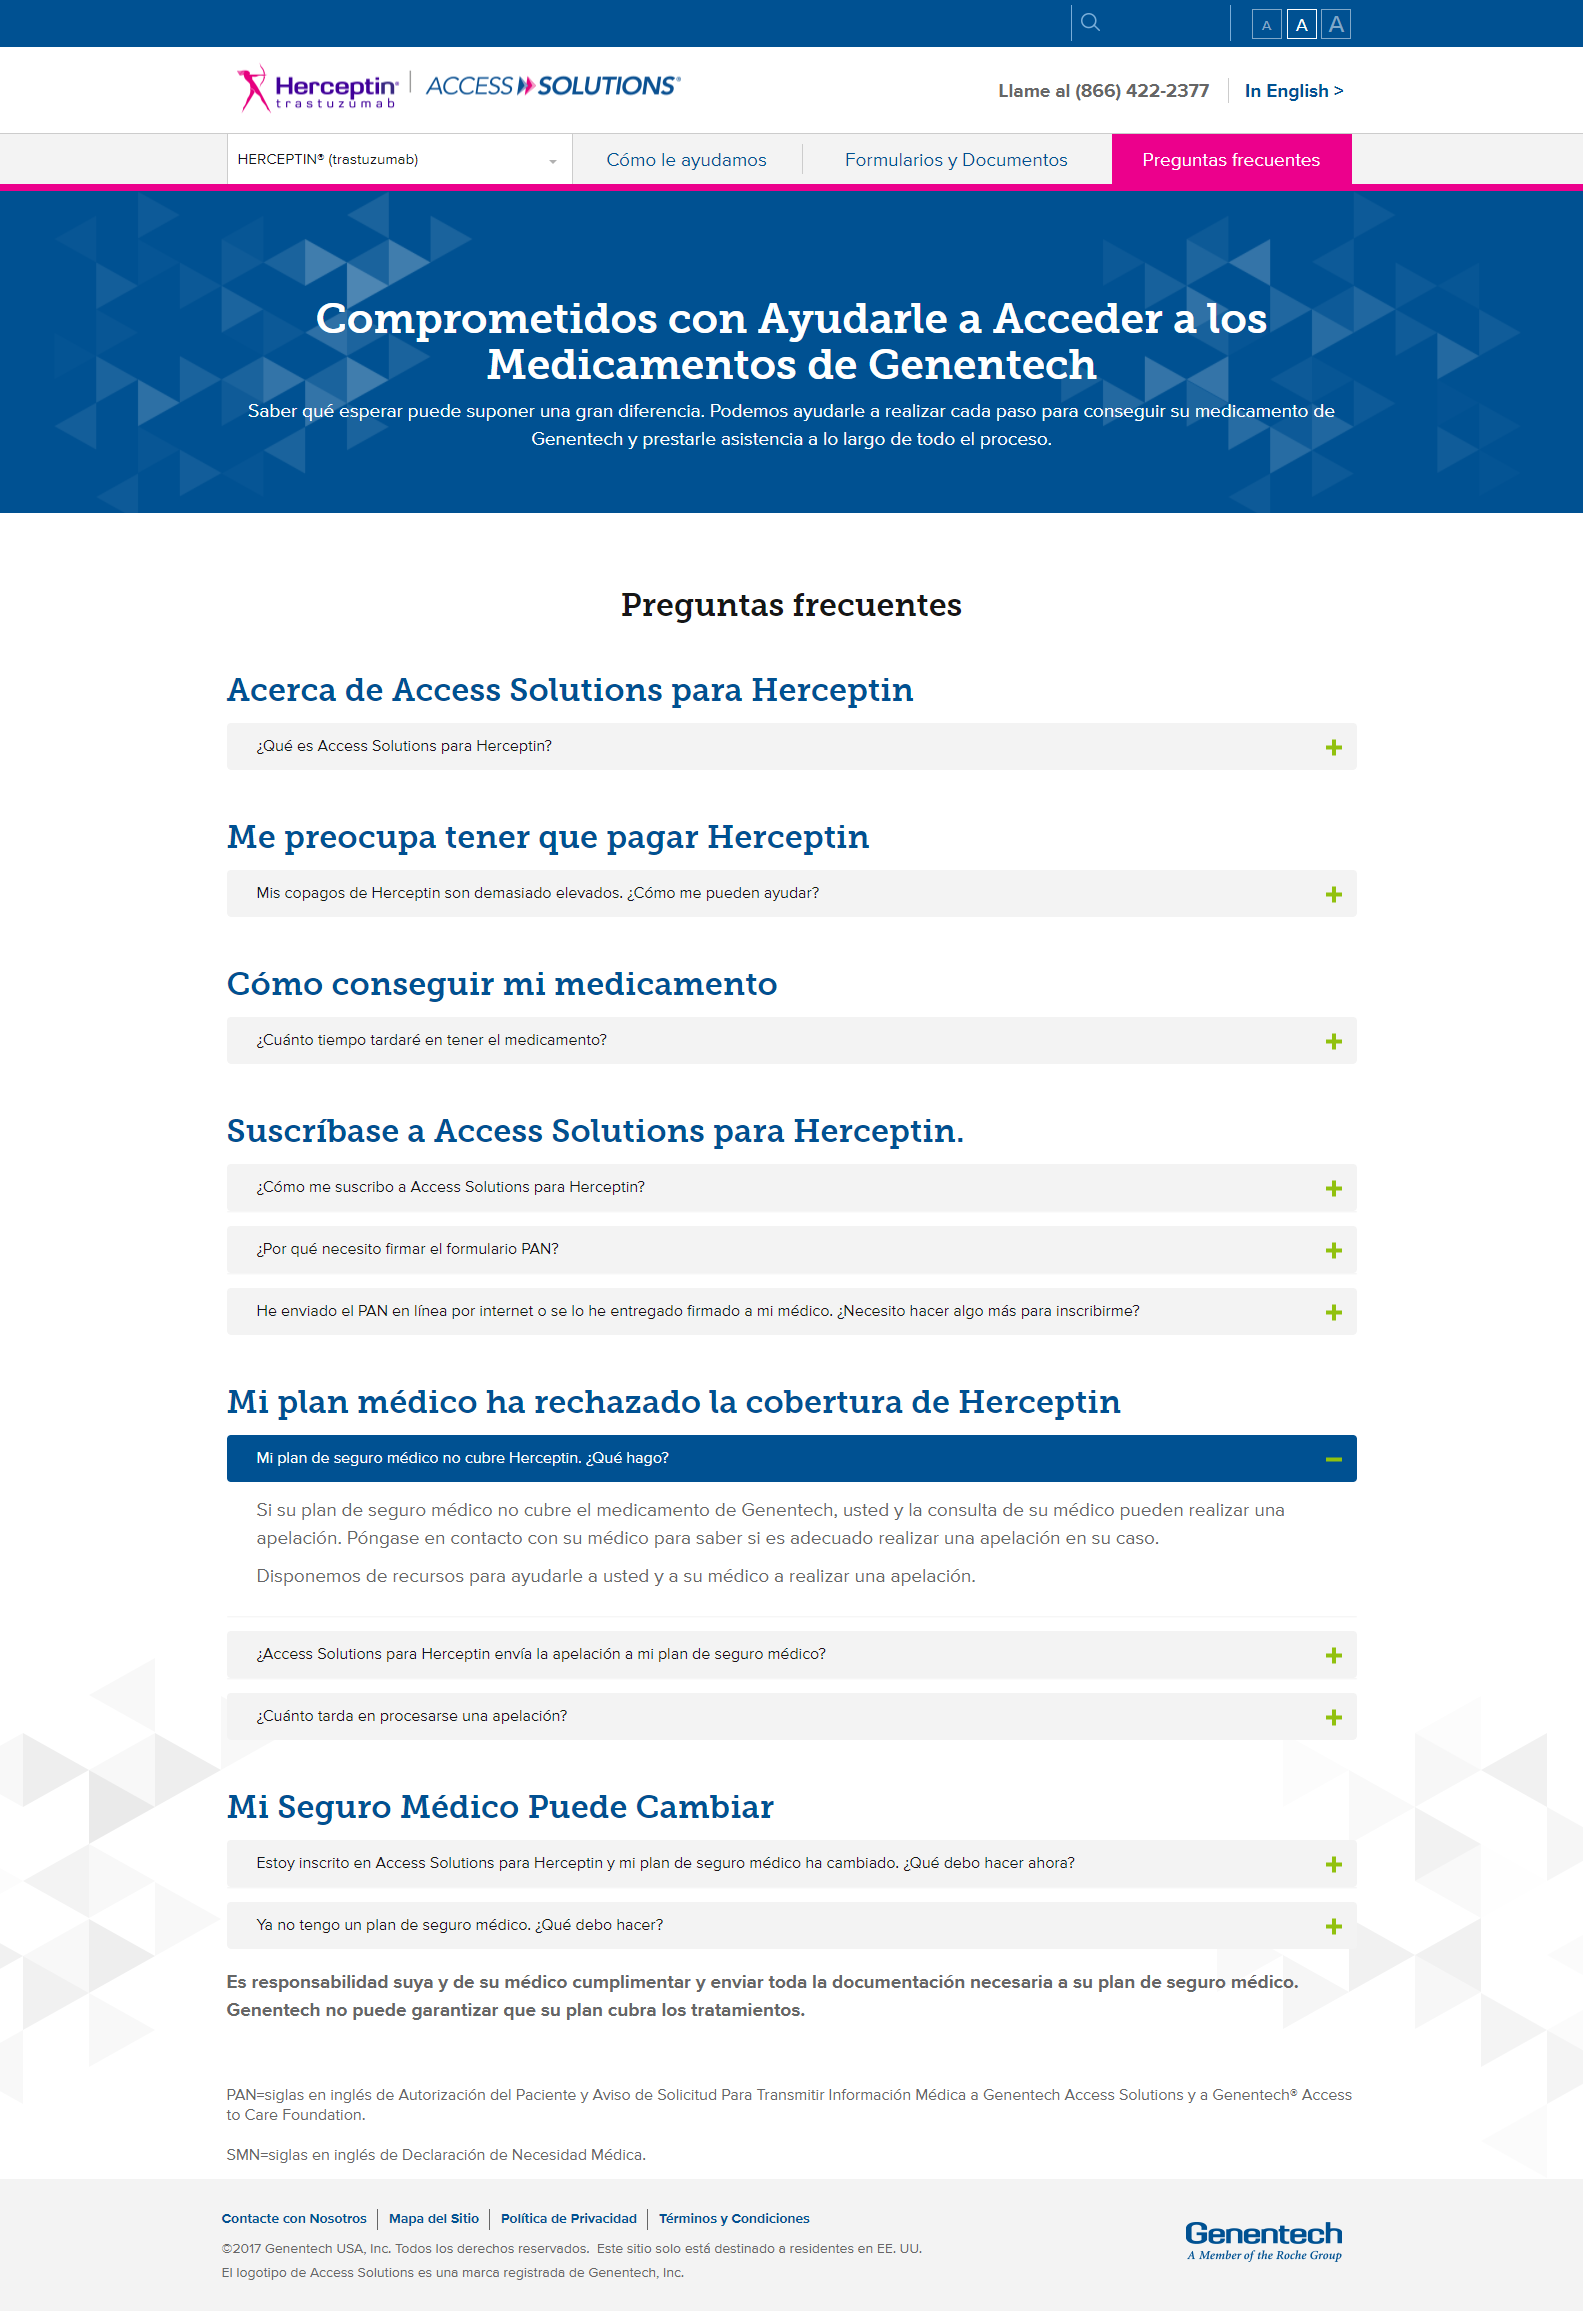 A A A
Herceptin®
trastuzumab
ACCESS SOLUTIONS®
Llame al (866) 422-2377
In English >
HERCEPTIN® (trastuzumab)
Cómo le ayudamos
Formularios y Documentos
Preguntas frecuentes
Comprometidos con Ayudarle a Acceder a los
Medicamentos de Genentech
Saber qué esperar puede suponer una gran diferencia. Podemos ayudarle a realizar cada paso para conseguir su medicamento de
Genentech y prestarle asistencia a lo largo de todo el proceso.
Preguntas frecuentes
Acerca de Access Solutions para Herceptin
¿Qué es Access Solutions para Herceptin?
Me preocupa tener que pagar Herceptin
Mis copagos de Herceptin son demasiado elevados. ¿Cómo me pueden ayudar?
Cómo conseguir mi medicamento
¿Cuánto tiempo tardaré en tener el medicamento?
Suscríbase a Access Solutions para Herceptin.
¿Cómo me suscribo a Access Solutions para Herceptin?
¿Por qué necesito firmar el formulario PAN?
He enviado el PAN en línea por internet o se lo he entregado firmado a mi médico. ¿Necesito hacer algo más para inscribirme?
Mi plan médico ha rechazado la cobertura de Herceptin
Mi plan de seguro médico no cubre Herceptin. ¿Qué hago?
Si su plan de seguro médico no cubre el medicamento de Genentech, usted y la consulta de su médico pueden realizar una
apelación. Póngase en contacto con su médico para saber si es adecuado realizar una apelación en su caso.
Disponemos de recursos para ayudarle a usted y a su médico a realizar una apelación.
¿Access Solutions para Herceptin envía la apelación a mi plan de seguro médico?
¿Cuánto tarda en procesarse una apelación?
Mi Seguro Médico Puede Cambiar
Estoy inscrito en Access Solutions para Herceptin y mi plan de seguro médico ha cambiado. ¿Qué debo hacer ahora?
Ya no tengo un plan de seguro médico. ¿Qué debo hacer?
Es responsabilidad suya y de su médico cumplimentar y enviar toda la documentación necesaria a su plan de seguro médico.
Genentech no puede garantizar que su plan cubra los tratamientos.
PAN=siglas en inglés de Autorización del Paciente y Aviso de Solicitud Para Transmitir Información Médica a Genentech Access Solutions y a Genentech® Access
to Care Foundation.
SMN=siglas en inglés de Declaración de Necesidad Médica.
Contacte con Nosotros | Mapa del Sitio | Política de Privacidad | Términos y Condiciones
©2017 Genentech USA, Inc. Todos los derechos reservados. Este sitio solo está destinado a residentes en EE. UU.
El logotipo de Access Solutions es una marca registrada de Genentech, Inc.
Genentech
A Member of the Roche Group